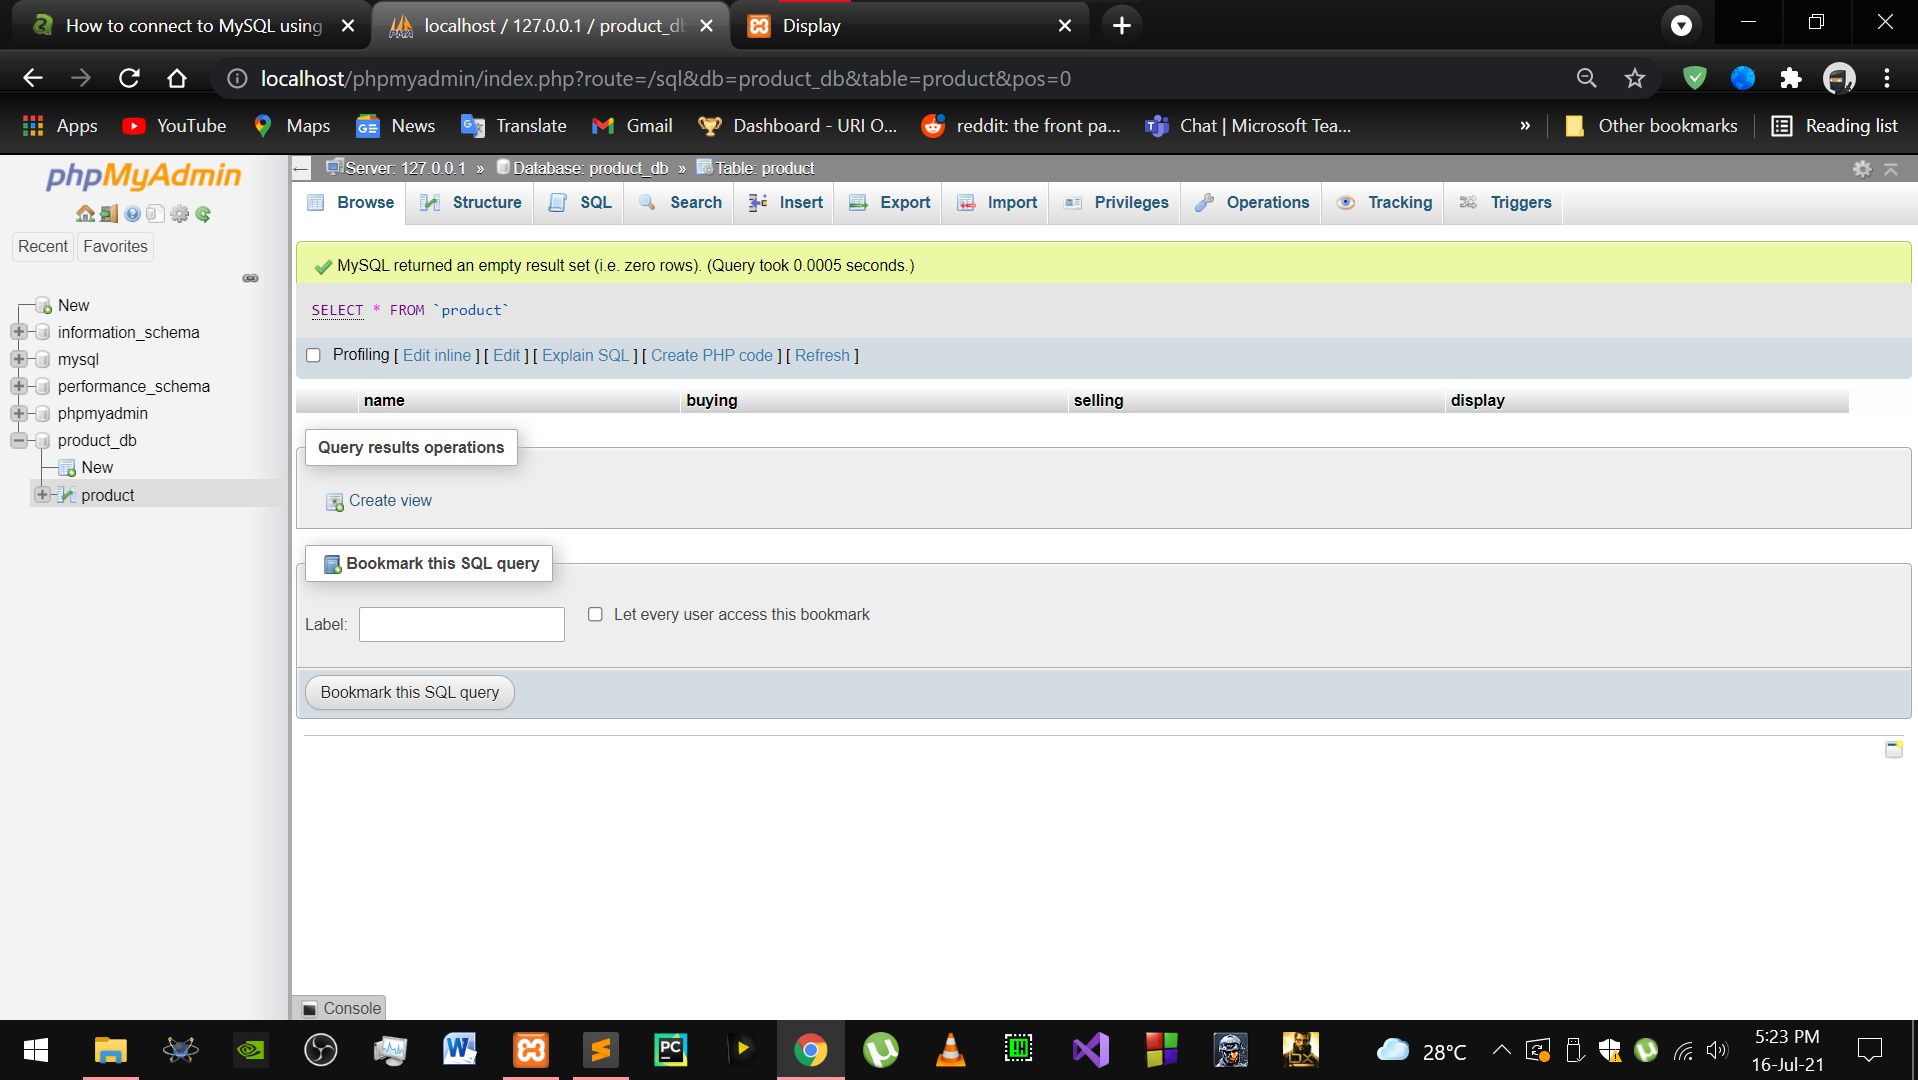 How to connect to MySQL using
localhost / 127.0.0.1 / product_db
Display
localhost/phpmyadmin/index.php?route=/sql&db=product_db&table=product&pos=0
Apps YouTube Maps News Translate Gmail Dashboard - URI O... reddit: the front pa... Chat | Microsoft Tea... » Other bookmarks Reading list
phpMyAdmin
Recent Favorites
New
information_schema
mysql
performance_schema
phpmyadmin
product_db
New
product
Server: 127.0.0.1 » Database: product_db » Table: product
Browse Structure SQL Search Insert Export Import Privileges Operations Tracking Triggers
MySQL returned an empty result set (i.e. zero rows). (Query took 0.0005 seconds.)
SELECT * FROM `product`
Profiling [ Edit inline ] [ Edit ] [ Explain SQL ] [ Create PHP code ] [ Refresh ]
name buying selling display
Query results operations
Create view
Bookmark this SQL query
Label: Let every user access this bookmark
Bookmark this SQL query
Console
28°C
5:23 PM
16-Jul-21